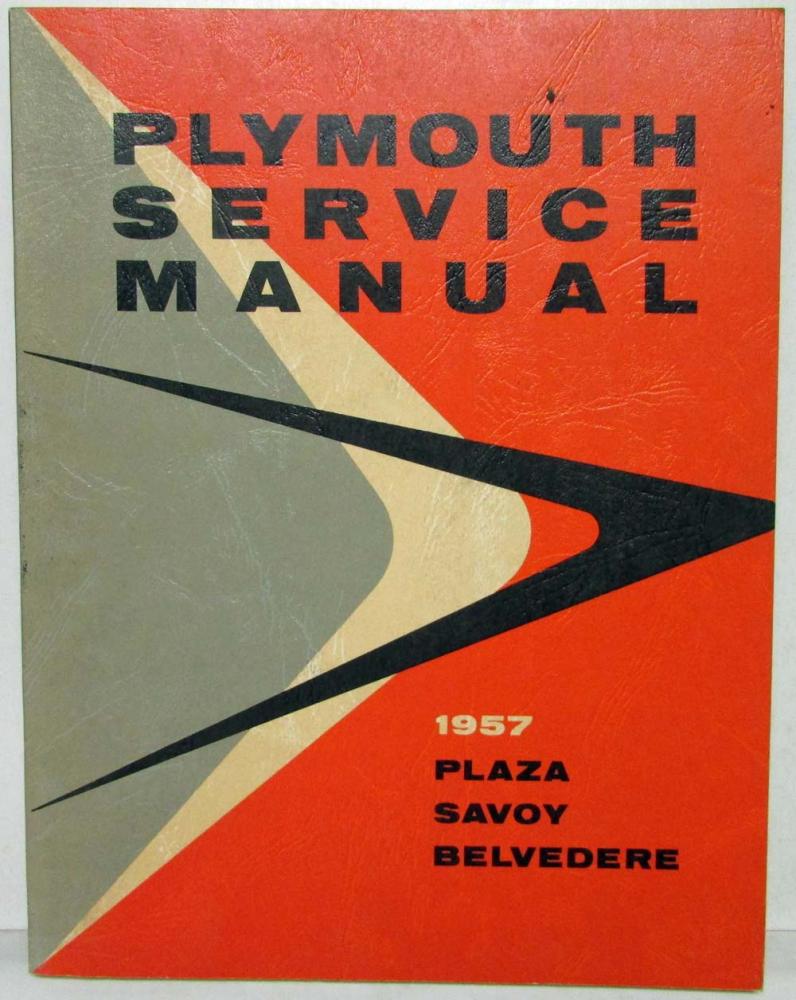 PLYMOUTH
SERVICE
MANUAL
1957
PLAZA
SAVOY
BELVEDERE